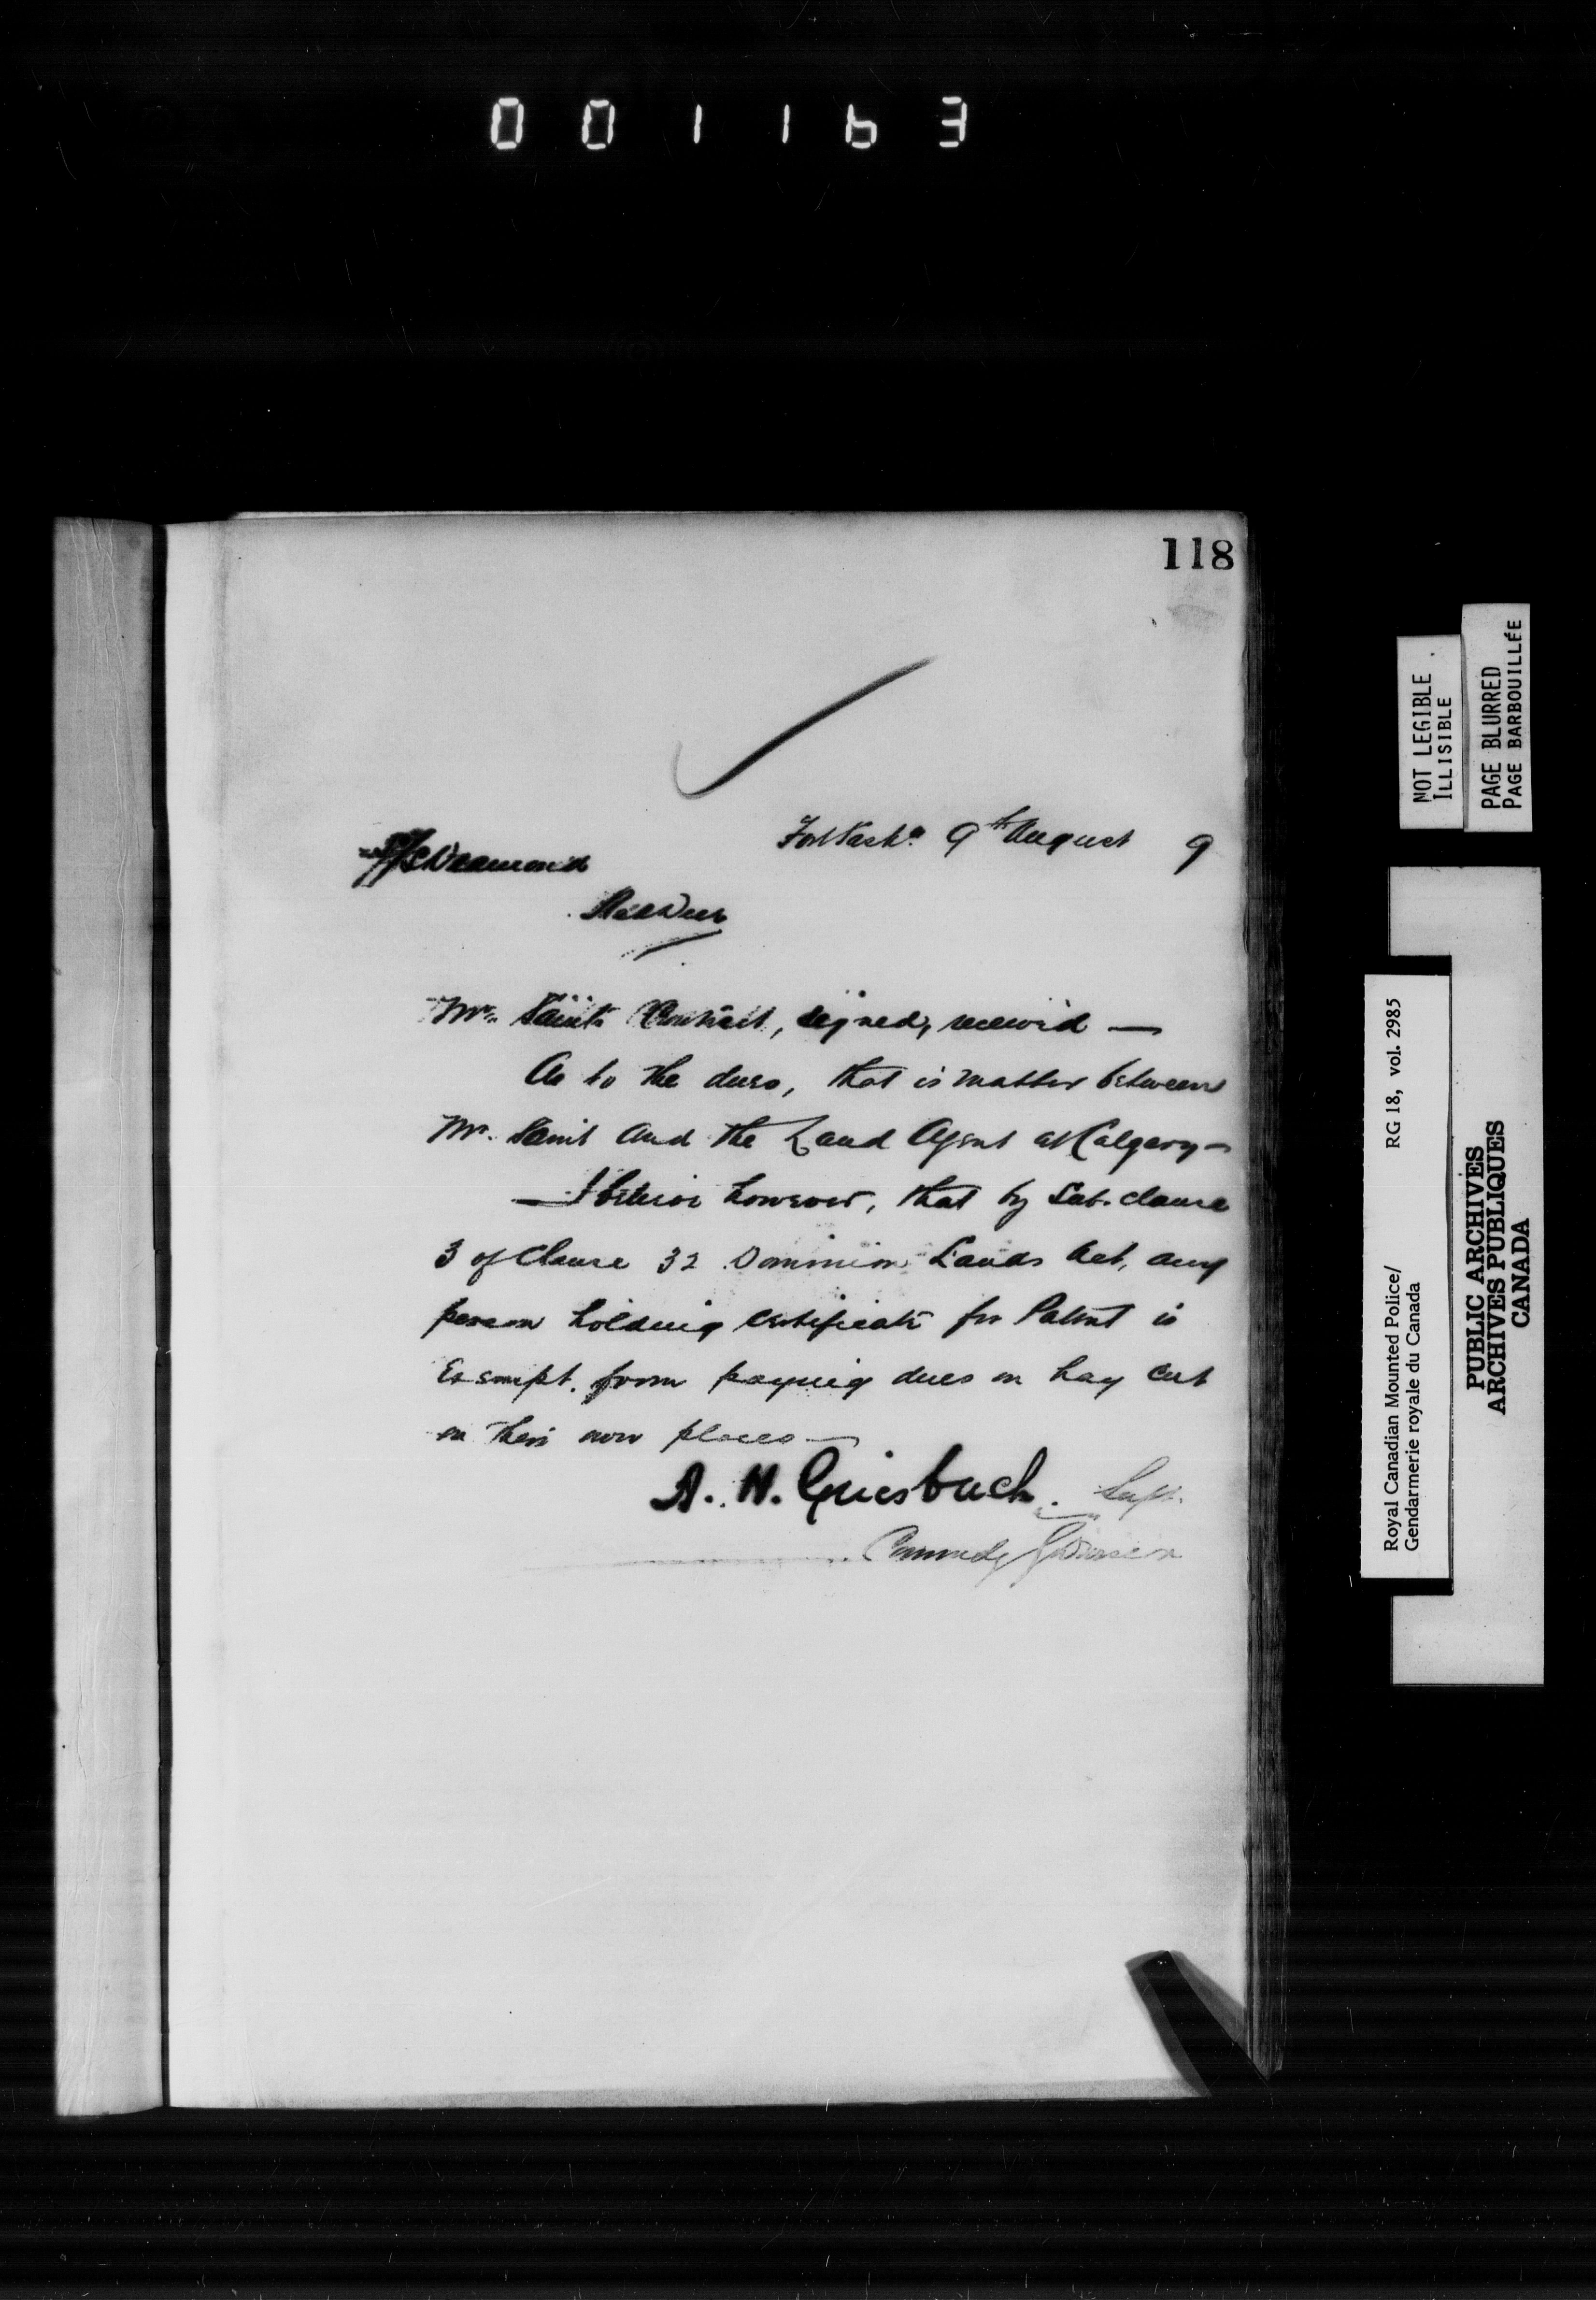 001163
118
Fort Sask. 9th August 9
Red Deer
Mr. Saints Contract, signed, receiv'd —
As to the dues, that is matter between
Mr. Saint and the Land Agent at Calgary —
— I believe however, that by Sub. clause
3 of Clause 32 Dominion Lands Act, any
person holding certificate for Patent is
Exempt from paying dues on hay cut
on their own places —
A. H. Griesbach. Supt.
Commdg G Division
NOT LEGIBLE
ILLISIBLE
PAGE BLURRED
PAGE BARBOUILLÉE
Royal Canadian Mounted Police/ RG 18, vol. 2985
Gendarmerie royale du Canada
PUBLIC ARCHIVES
ARCHIVES PUBLIQUES
CANADA